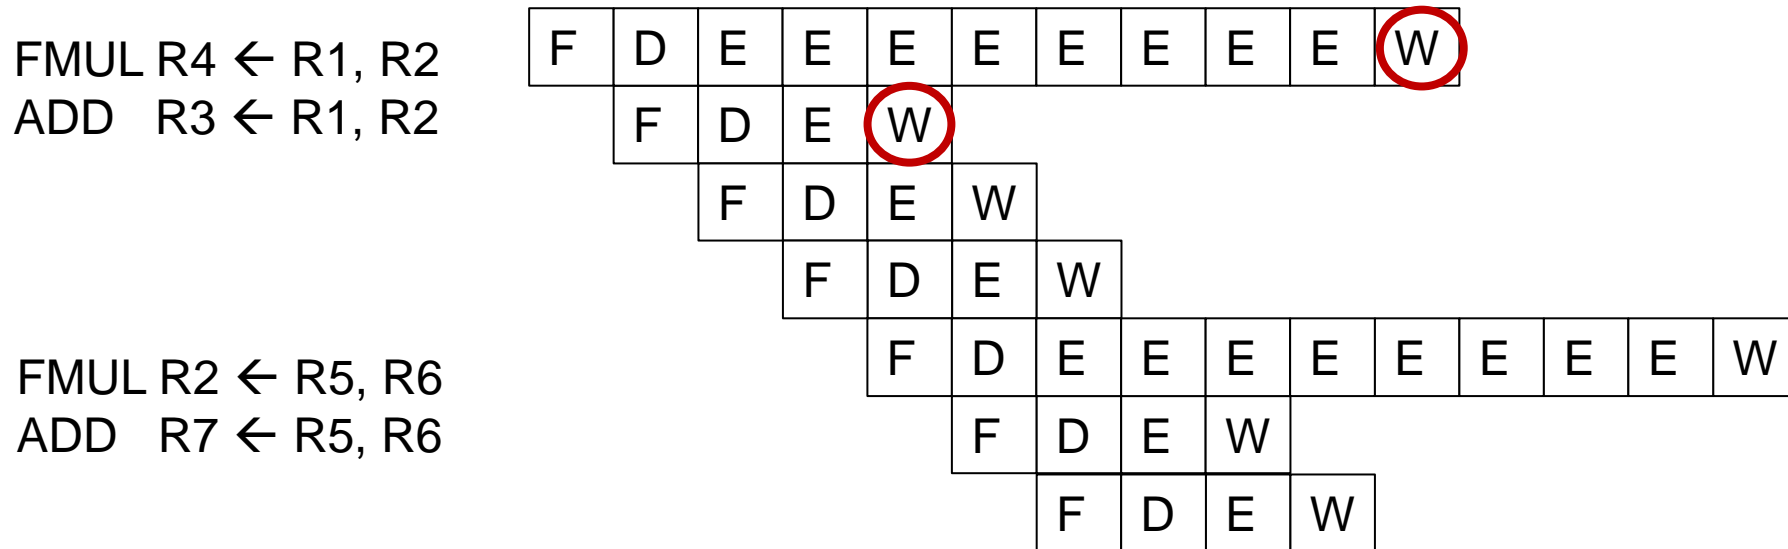 FMUL R4 ← R1, R2
F D E E E E E E E E W
ADD R3 ← R1, R2
F D E W
F D E W
F D E W
FMUL R2 ← R5, R6
F D E E E E E E E E W
ADD R7 ← R5, R6
F D E W
F D E W